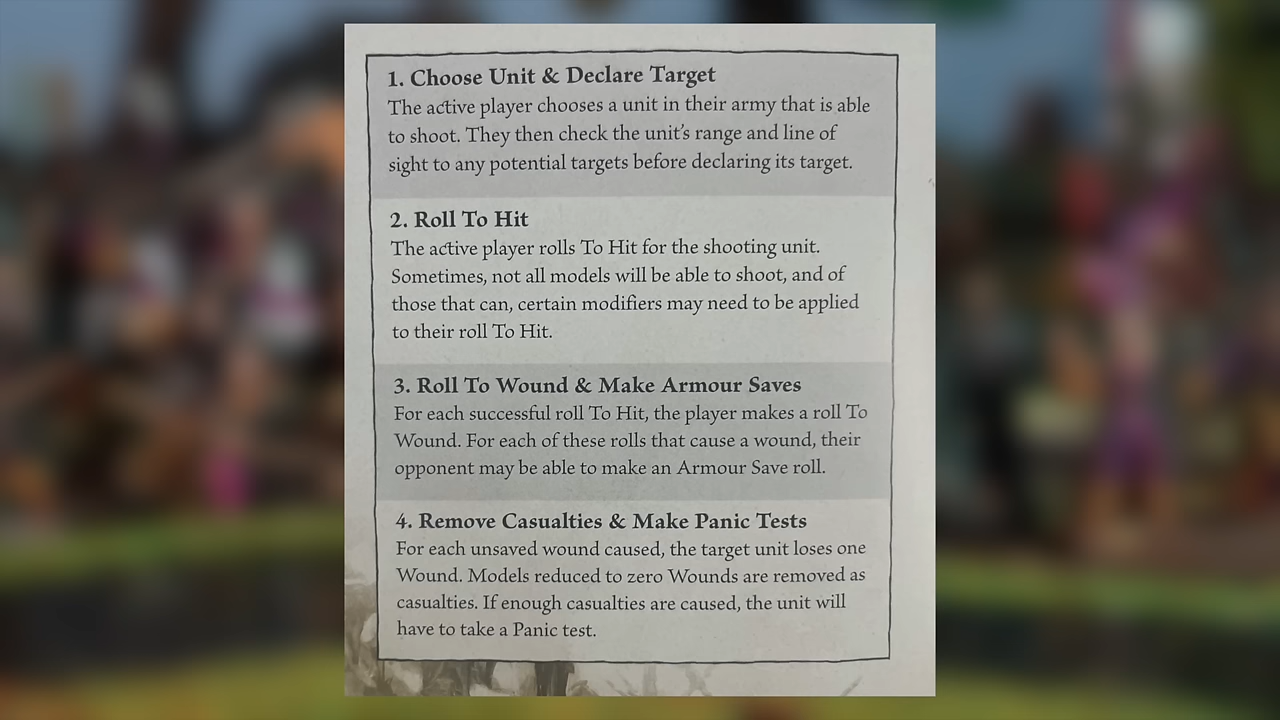 1. Choose Unit & Declare Target
The active player chooses a unit in their army that is able
to shoot. They then check the unit's range and line of
sight to any potential targets before declaring its target.
2. Roll To Hit
The active player rolls To Hit for the shooting unit.
Sometimes, not all models will be able to shoot, and of
those that can, certain modifiers may need to be applied
to their roll To Hit.
3. Roll To Wound & Make Armour Saves
For each successful roll To Hit, the player makes a roll To
Wound. For each of these rolls that cause a wound, their
opponent may be able to make an Armour Save roll.
4. Remove Casualties & Make Panic Tests
For each unsaved wound caused, the target unit loses one
Wound. Models reduced to zero Wounds are removed as
casualties. If enough casualties are caused, the unit will
have to take a Panic test.